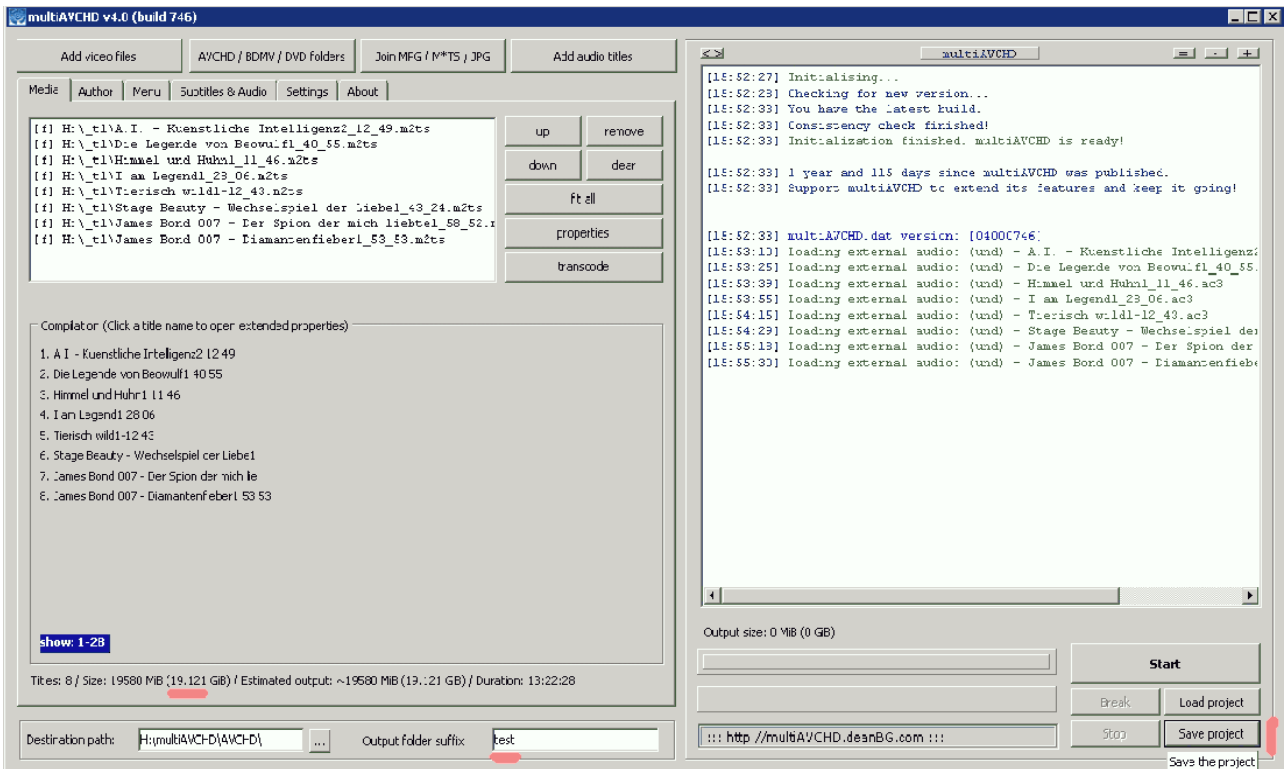 multiAVCHD v4.0 (build 746)
Add video files
AVCHD / BDMV / DVD folders
Join MPG / M*TS / JPG
Add audio titles
Media
Author
Menu
Subtitles & Audio
Settings
About
[f] H:\_t1\A.I. - Kuenstliche Intelligenz2_12_49.m2ts
[f] H:\_t1\Die Legende von Beowulf1_40_55.m2ts
[f] H:\_t1\Himmel und Huhn1_11_46.m2ts
[f] H:\_t1\I am Legend1_28_06.m2ts
[f] H:\_t1\Tierisch wild1-12_43.m2ts
[f] H:\_t1\Stage Beauty - Wechselspiel der Liebe1_43_24.m2ts
[f] H:\_t1\James Bond 007 - Der Spion der mich liebte1_58_52.m
[f] H:\_t1\James Bond 007 - Diamantenfieber1_53_53.m2ts
up
remove
down
clear
fit all
properties
transcode
Compilation (Click a title name to open extended properties)
1. A I - Kuenstliche Intelligenz2 12 49
2. Die Legende von Beowulf1 40 55
3. Himmel und Huhn1 11 46
4. I am Legend1 28 06
5. Tierisch wild1-12 43
6. Stage Beauty - Wechselspiel der Liebe1
7. James Bond 007 - Der Spion der mich lie
8. James Bond 007 - Diamantenfieber1 53 53
show: 1-28
Titles: 8 / Size: 19580 MiB (19.121 GiB) / Estimated output: ~19580 MiB (19.121 GB) / Duration: 13:22:28
Destination path:
H:\multiAVCHD\AVCHD\
...
Output folder suffix
test
<>
multiAVCHD
=
-
+
[15:52:27] Initialising...
[15:52:28] Checking for new version...
[15:52:33] You have the latest build.
[15:52:33] Consistency check finished!
[15:52:33] Initialization finished. multiAVCHD is ready!
[15:52:33] 1 year and 115 days since multiAVCHD was published.
[15:52:33] Support multiAVCHD to extend its features and keep it going!
[15:52:33] multiAVCHD.dat version: [04000746]
[15:53:10] loading external audio: (und) - A.I. - Kuenstliche Intelligenz2
[15:53:25] loading external audio: (und) - Die Legende von Beowulf1_40_55.
[15:53:39] loading external audio: (und) - Himmel und Huhn1_11_46.ac3
[15:53:55] loading external audio: (und) - I am Legend1_28_06.ac3
[15:54:15] loading external audio: (und) - Tierisch wild1-12_43.ac3
[15:54:29] loading external audio: (und) - Stage Beauty - Wechselspiel der
[15:55:18] loading external audio: (und) - James Bond 007 - Der Spion der
[15:55:30] loading external audio: (und) - James Bond 007 - Diamantenfiebe
Output size: 0 MiB (0 GiB)
Start
Break
Load project
::: http://multiAVCHD.deanBG.com :::
Stop
Save project
Save the project